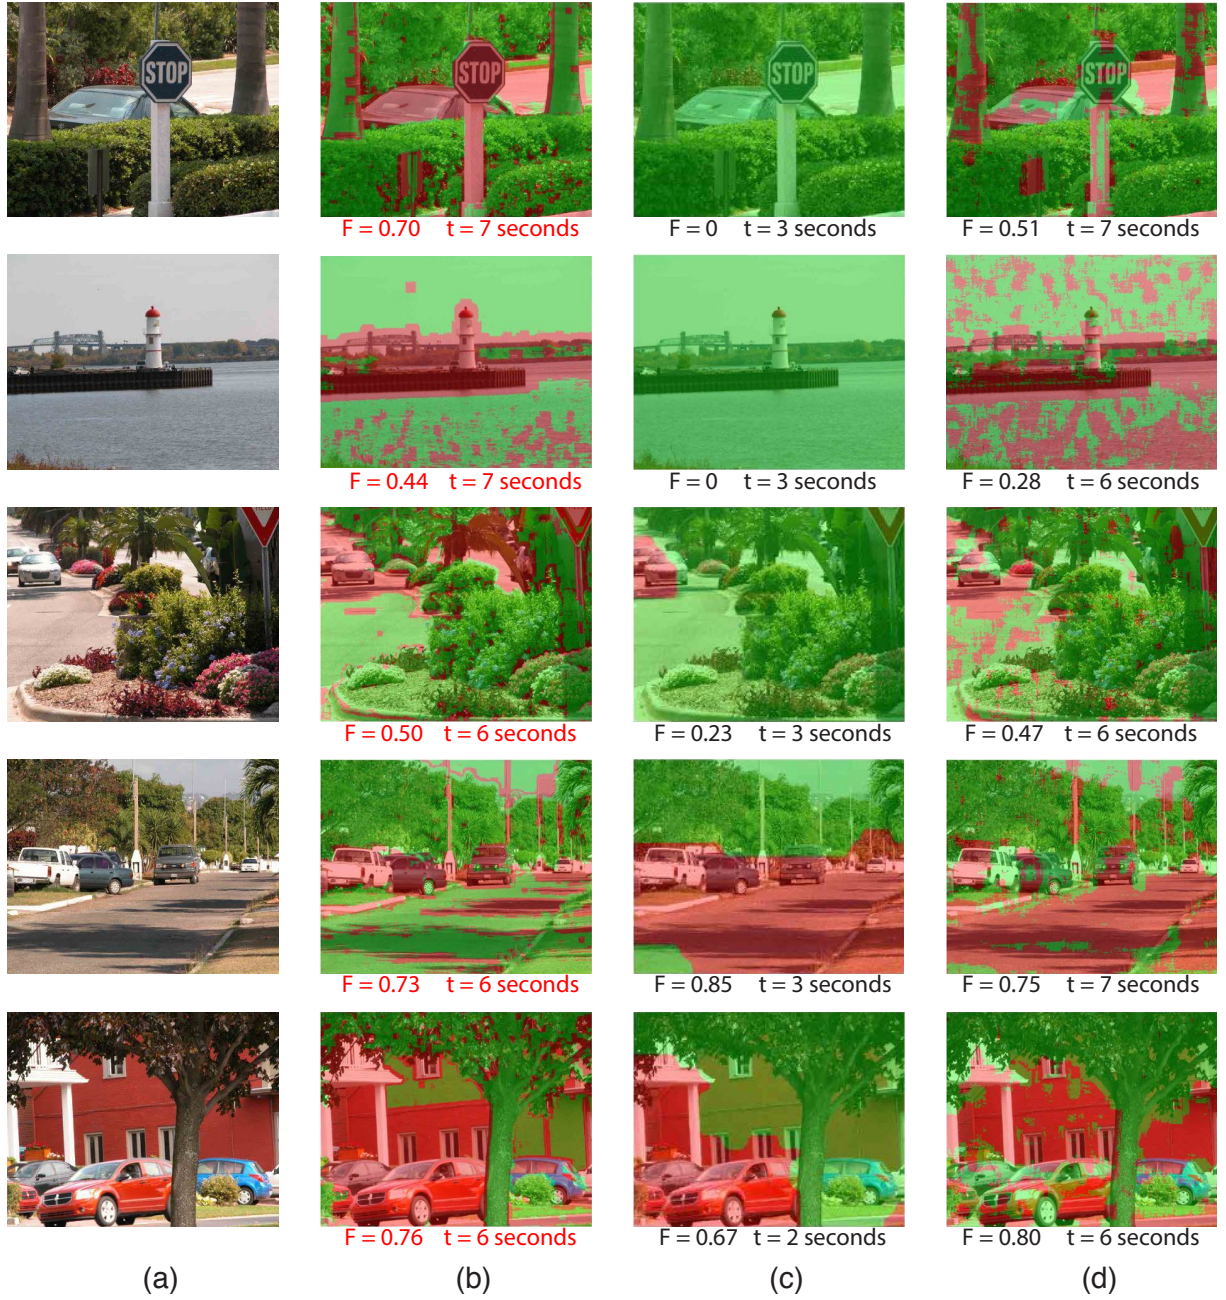 STOP
STOP
STOP
STOP
F = 0.70 t = 7 seconds
F = 0 t = 3 seconds
F = 0.51 t = 7 seconds
F = 0.44 t = 7 seconds
F = 0 t = 3 seconds
F = 0.28 t = 6 seconds
F = 0.50 t = 6 seconds
F = 0.23 t = 3 seconds
F = 0.47 t = 6 seconds
F = 0.73 t = 6 seconds
F = 0.85 t = 3 seconds
F = 0.75 t = 7 seconds
F = 0.76 t = 6 seconds
F = 0.67 t = 2 seconds
F = 0.80 t = 6 seconds
(a) (b) (c) (d)